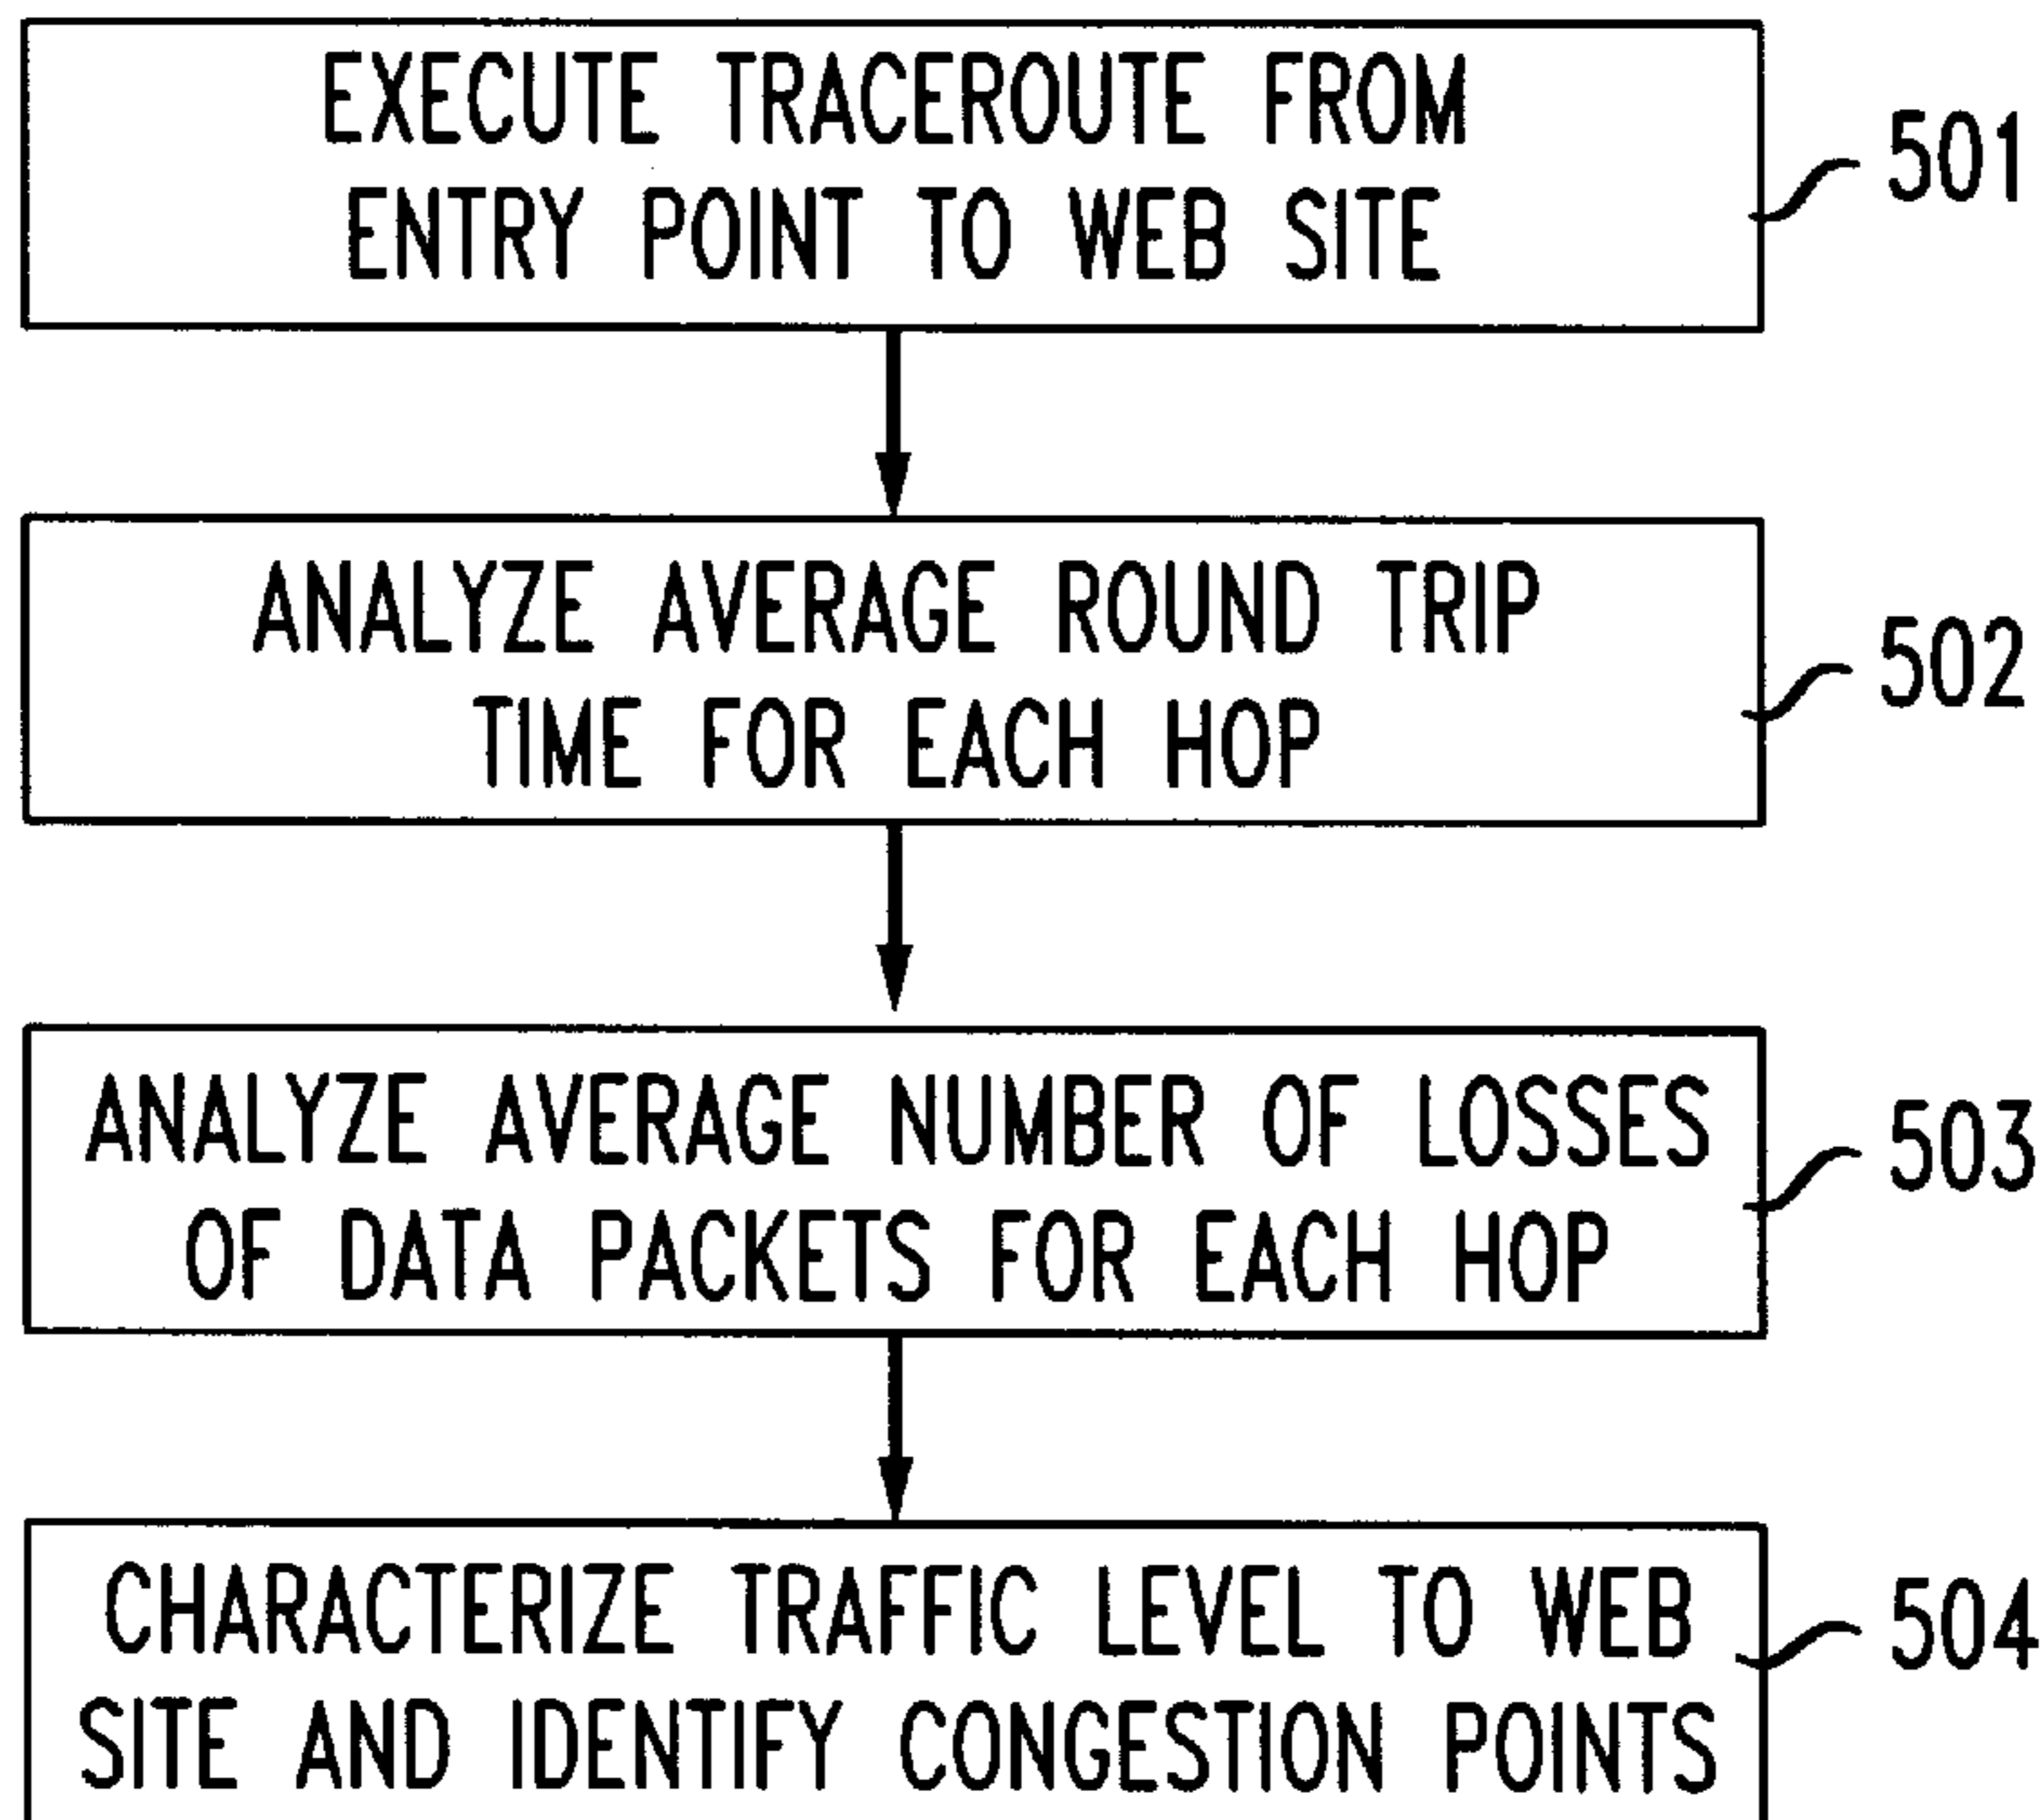 EXECUTE TRACEROUTE FROM
ENTRY POINT TO WEB SITE
501
ANALYZE AVERAGE ROUND TRIP
TIME FOR EACH HOP
502
ANALYZE AVERAGE NUMBER OF LOSSES
OF DATA PACKETS FOR EACH HOP
503
CHARACTERIZE TRAFFIC LEVEL TO WEB
SITE AND IDENTIFY CONGESTION POINTS
504